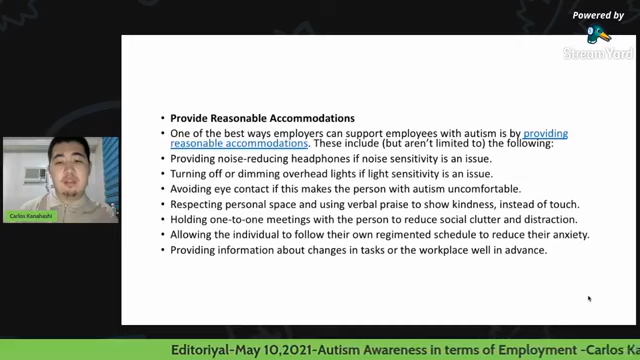 Powered by
StreamYard
• Provide Reasonable Accommodations
• One of the best ways employers can support employees with autism is by providing
reasonable accommodations. These include (but aren't limited to) the following:
• Providing noise-reducing headphones if noise sensitivity is an issue.
• Turning off or dimming overhead lights if light sensitivity is an issue.
• Avoiding eye contact if this makes the person with autism uncomfortable.
• Respecting personal space and using verbal praise to show kindness, instead of touch.
• Holding one-to-one meetings with the person to reduce social clutter and distraction.
• Allowing the individual to follow their own regimented schedule to reduce their anxiety.
• Providing information about changes in tasks or the workplace well in advance.
Carlos Kanahashi
Editoriyal-May 10,2021-Autism Awareness in terms of Employment -Carlos Ka